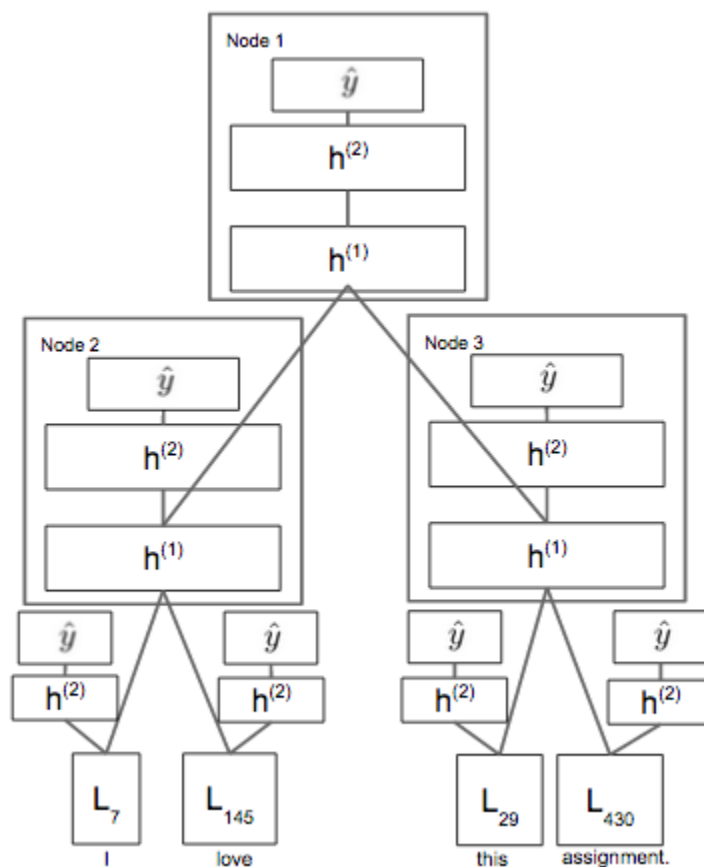 Node 1
ŷ
h(2)
h(1)
Node 2
ŷ
h(2)
h(1)
Node 3
ŷ
h(2)
h(1)
ŷ
h(2)
ŷ
h(2)
ŷ
h(2)
ŷ
h(2)
L7
L145
L29
L430
I
love
this
assignment.